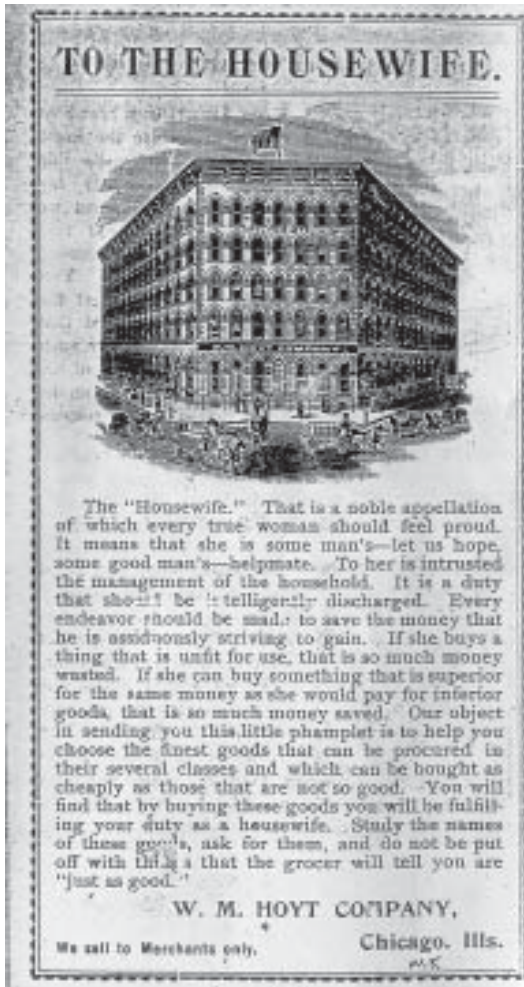 TO THE HOUSEWIFE.
The "Housewife." That is a noble appellation
of which every true woman should feel proud.
It means that she is some man's—let us hope,
some good man's—helpmate. To her is intrusted
the management of the household. It is a duty
that should be intelligently discharged. Every
endeavor should be made to save the money that
he is assiduously striving to gain. If she buys a
thing that is unfit for use, that is so much money
wasted. If she can buy something that is superior
for the same money as she would pay for inferior
goods, that is so much money saved. Our object
in sending you this little phamplet is to help you
choose the finest goods that can be procured in
their several classes and which can be bought as
cheaply as those that are not so good. You will
find that by buying these goods you will be fulfill-
ing your duty as a housewife. Study the names
of these goods, ask for them, and do not be put
off with things that the grocer will tell you are
"just as good."
W. M. HOYT COMPANY,
We sell to Merchants only.
Chicago. Ills.